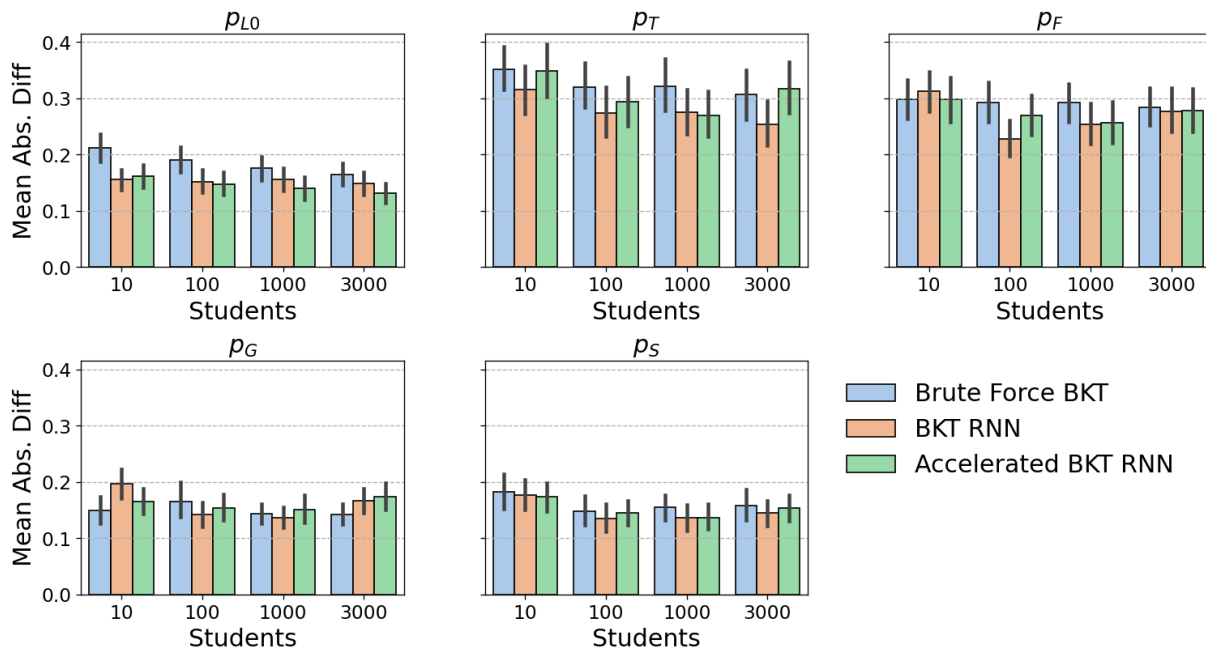 p_{L0}
p_T
p_F
Mean Abs. Diff
0.4
0.3
0.2
0.1
0.0
10 100 1000 3000
10 100 1000 3000
10 100 1000 3000
Students
Students
Students
p_G
p_S
Mean Abs. Diff
0.4
0.3
0.2
0.1
0.0
10 100 1000 3000
10 100 1000 3000
Students
Students
Brute Force BKT
BKT RNN
Accelerated BKT RNN